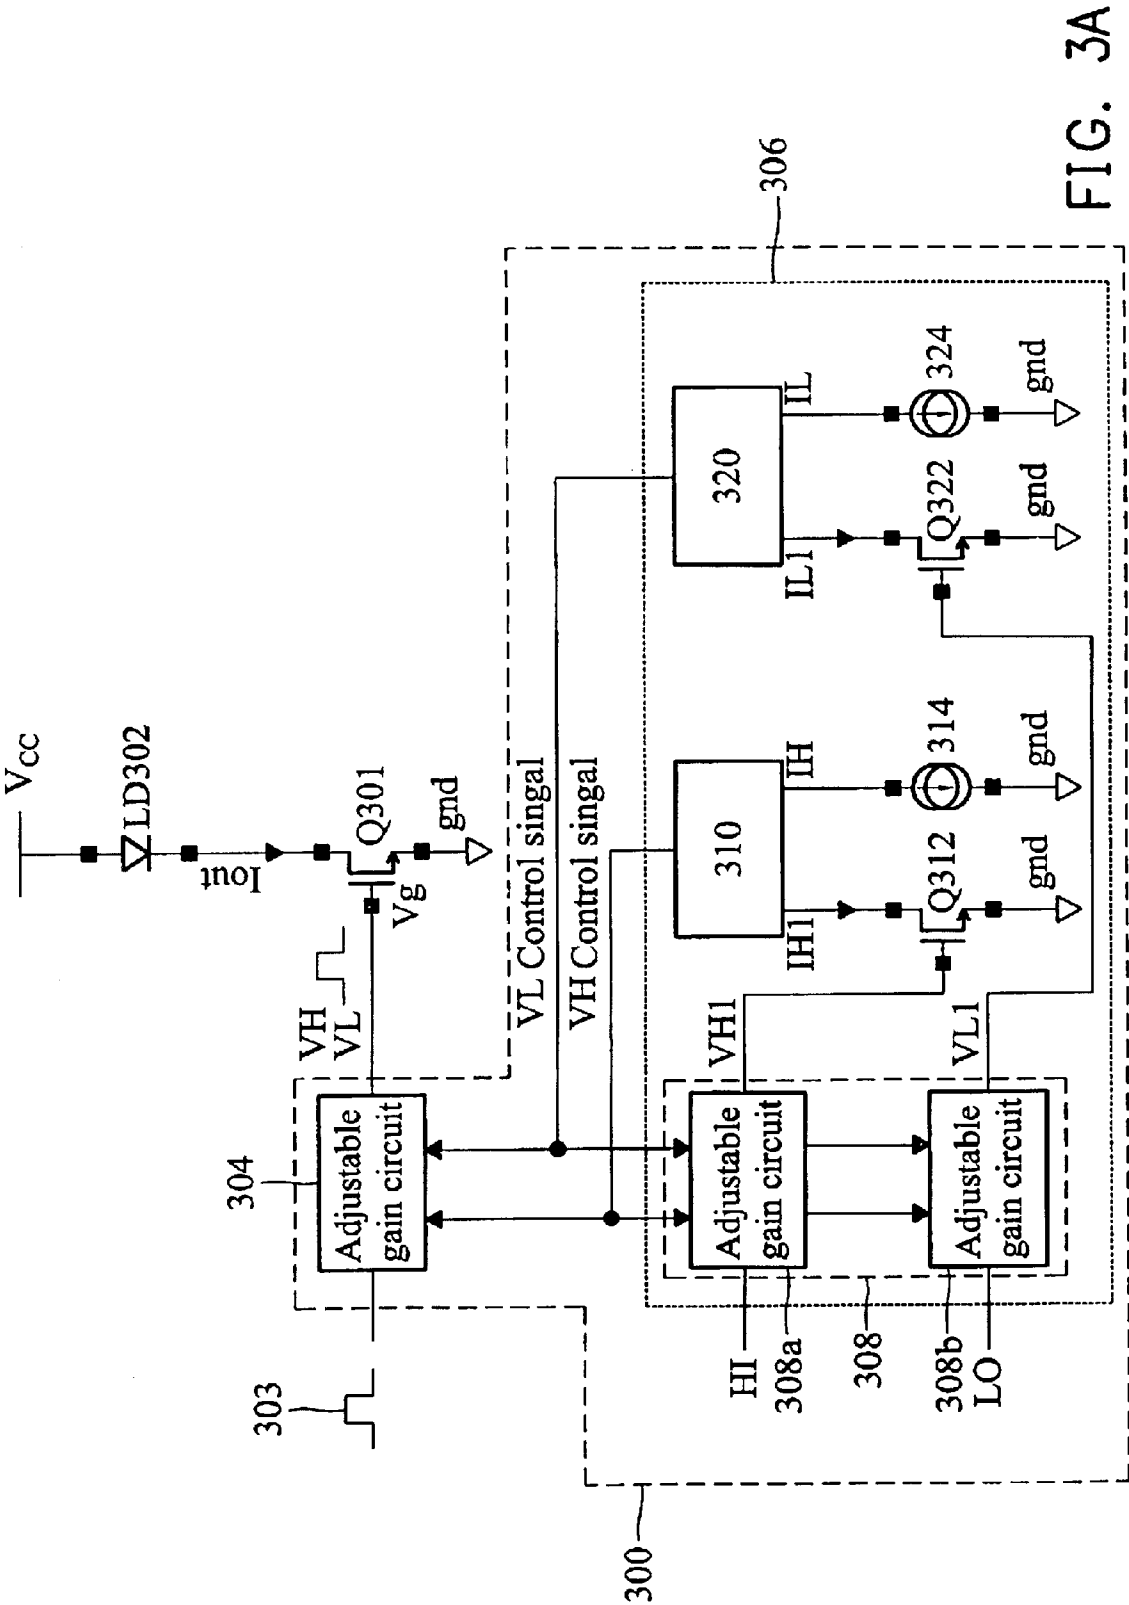 V CC
LD302
Iout
Q301
gnd
Vg
VH
VL
304
Adjustable
gain circuit
303
VL Control singal
VH Control singal
306
310
320
IH1
IH
IL1
IL
Q312
314
Q322
324
gnd
gnd
gnd
gnd
VH1
VL1
Adjustable
gain circuit
Adjustable
gain circuit
HI
308a
308
308b
LO
300
FIG. 3A